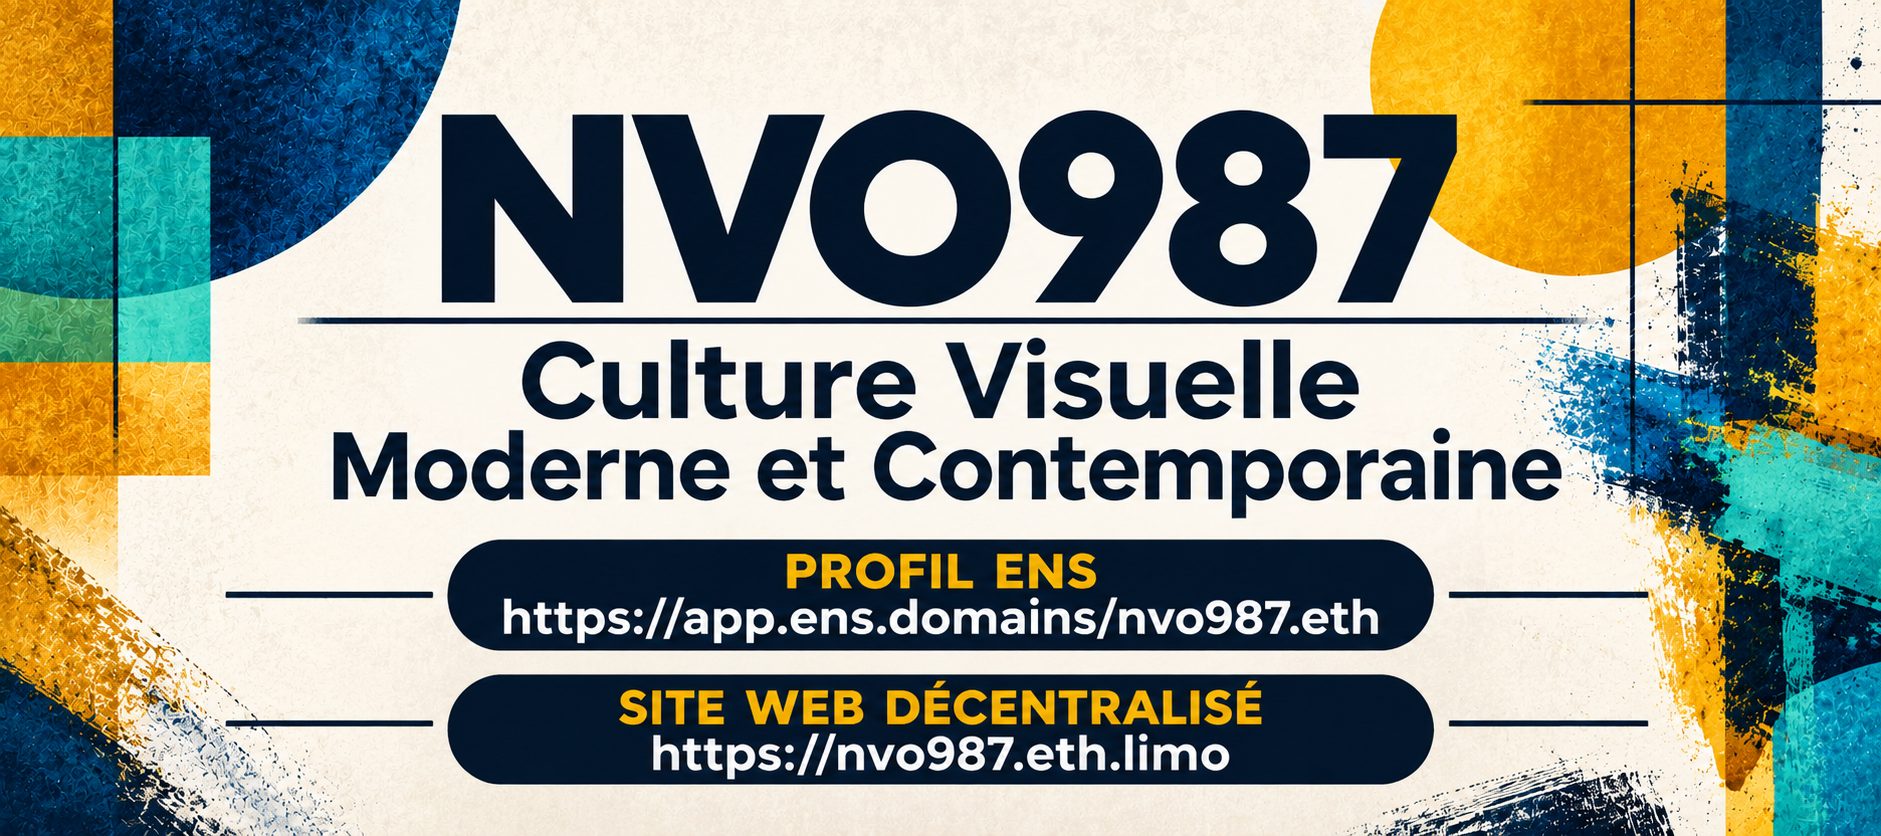 NVO987
Culture Visuelle
Moderne et Contemporaine
PROFIL ENS
https://app.ens.domains/nvo987.eth
SITE WEB DÉCENTRALISÉ
https://nvo987.eth.limo